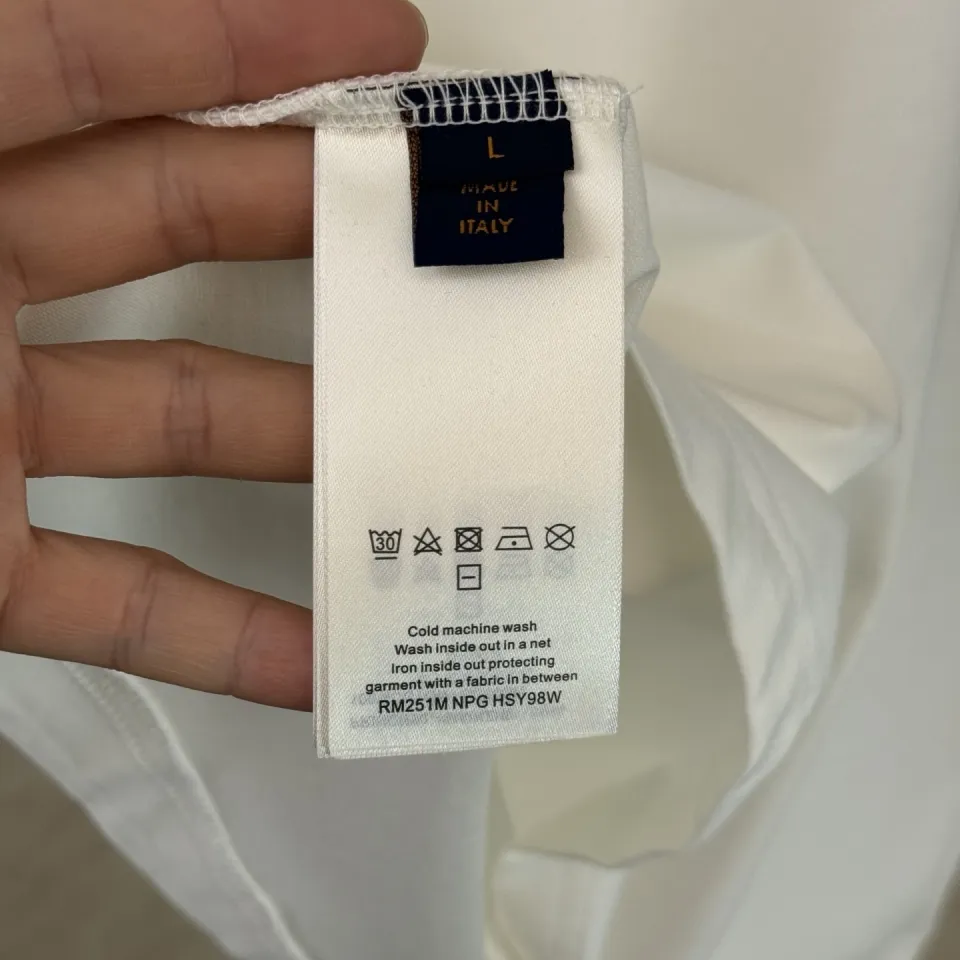 L
MADE
IN
ITALY
30
Cold machine wash
Wash inside out in a net
Iron inside out protecting
garment with a fabric in between
RM251M NPG HSY98W